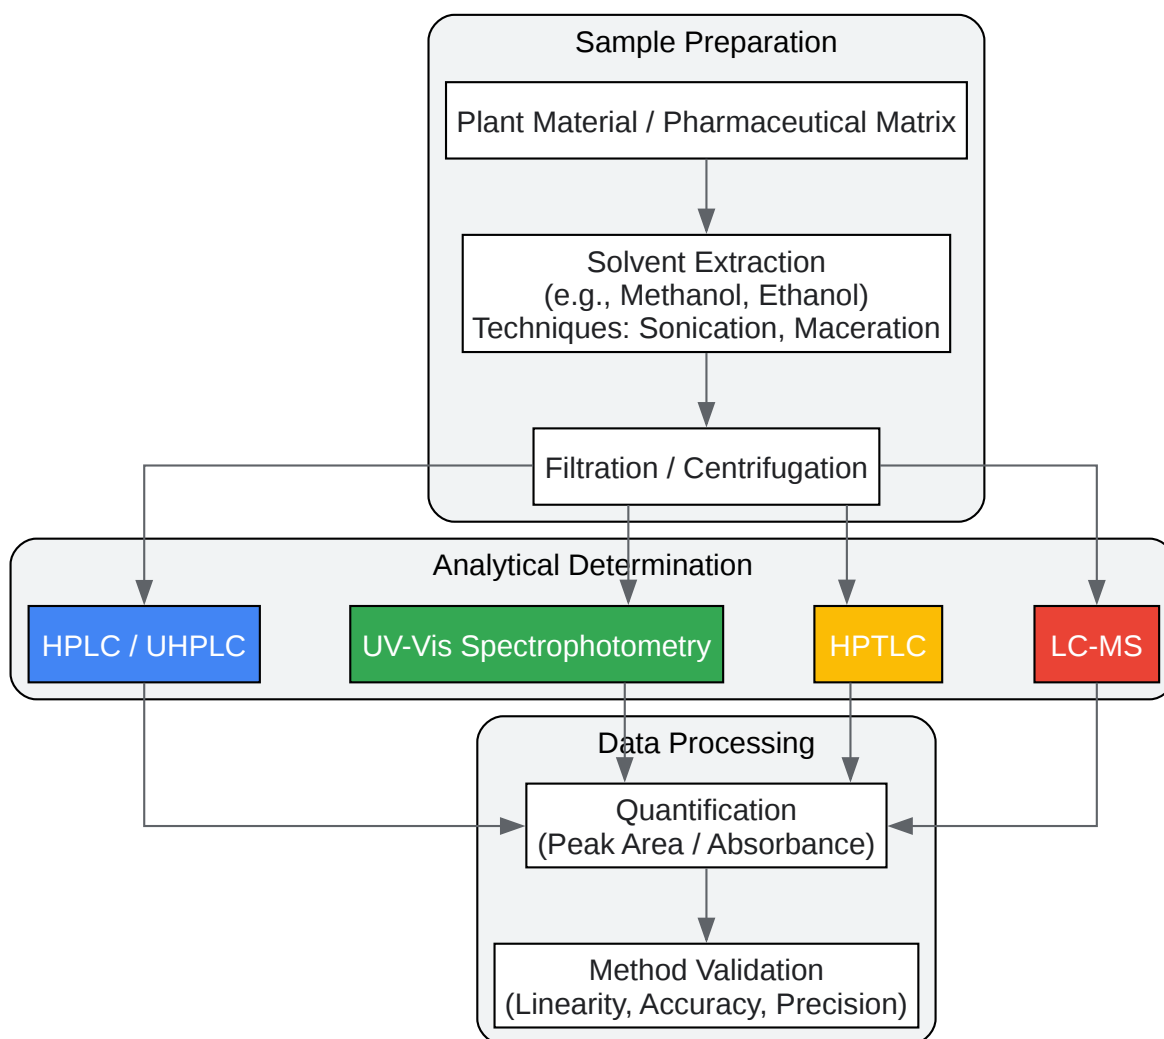 Sample Preparation
Plant Material / Pharmaceutical Matrix
Solvent Extraction
(e.g., Methanol, Ethanol)
Techniques: Sonication, Maceration
Filtration / Centrifugation
Analytical Determination
HPLC / UHPLC
UV-Vis Spectrophotometry
HPTLC
LC-MS
Data Processing
Quantification
(Peak Area / Absorbance)
Method Validation
(Linearity, Accuracy, Precision)